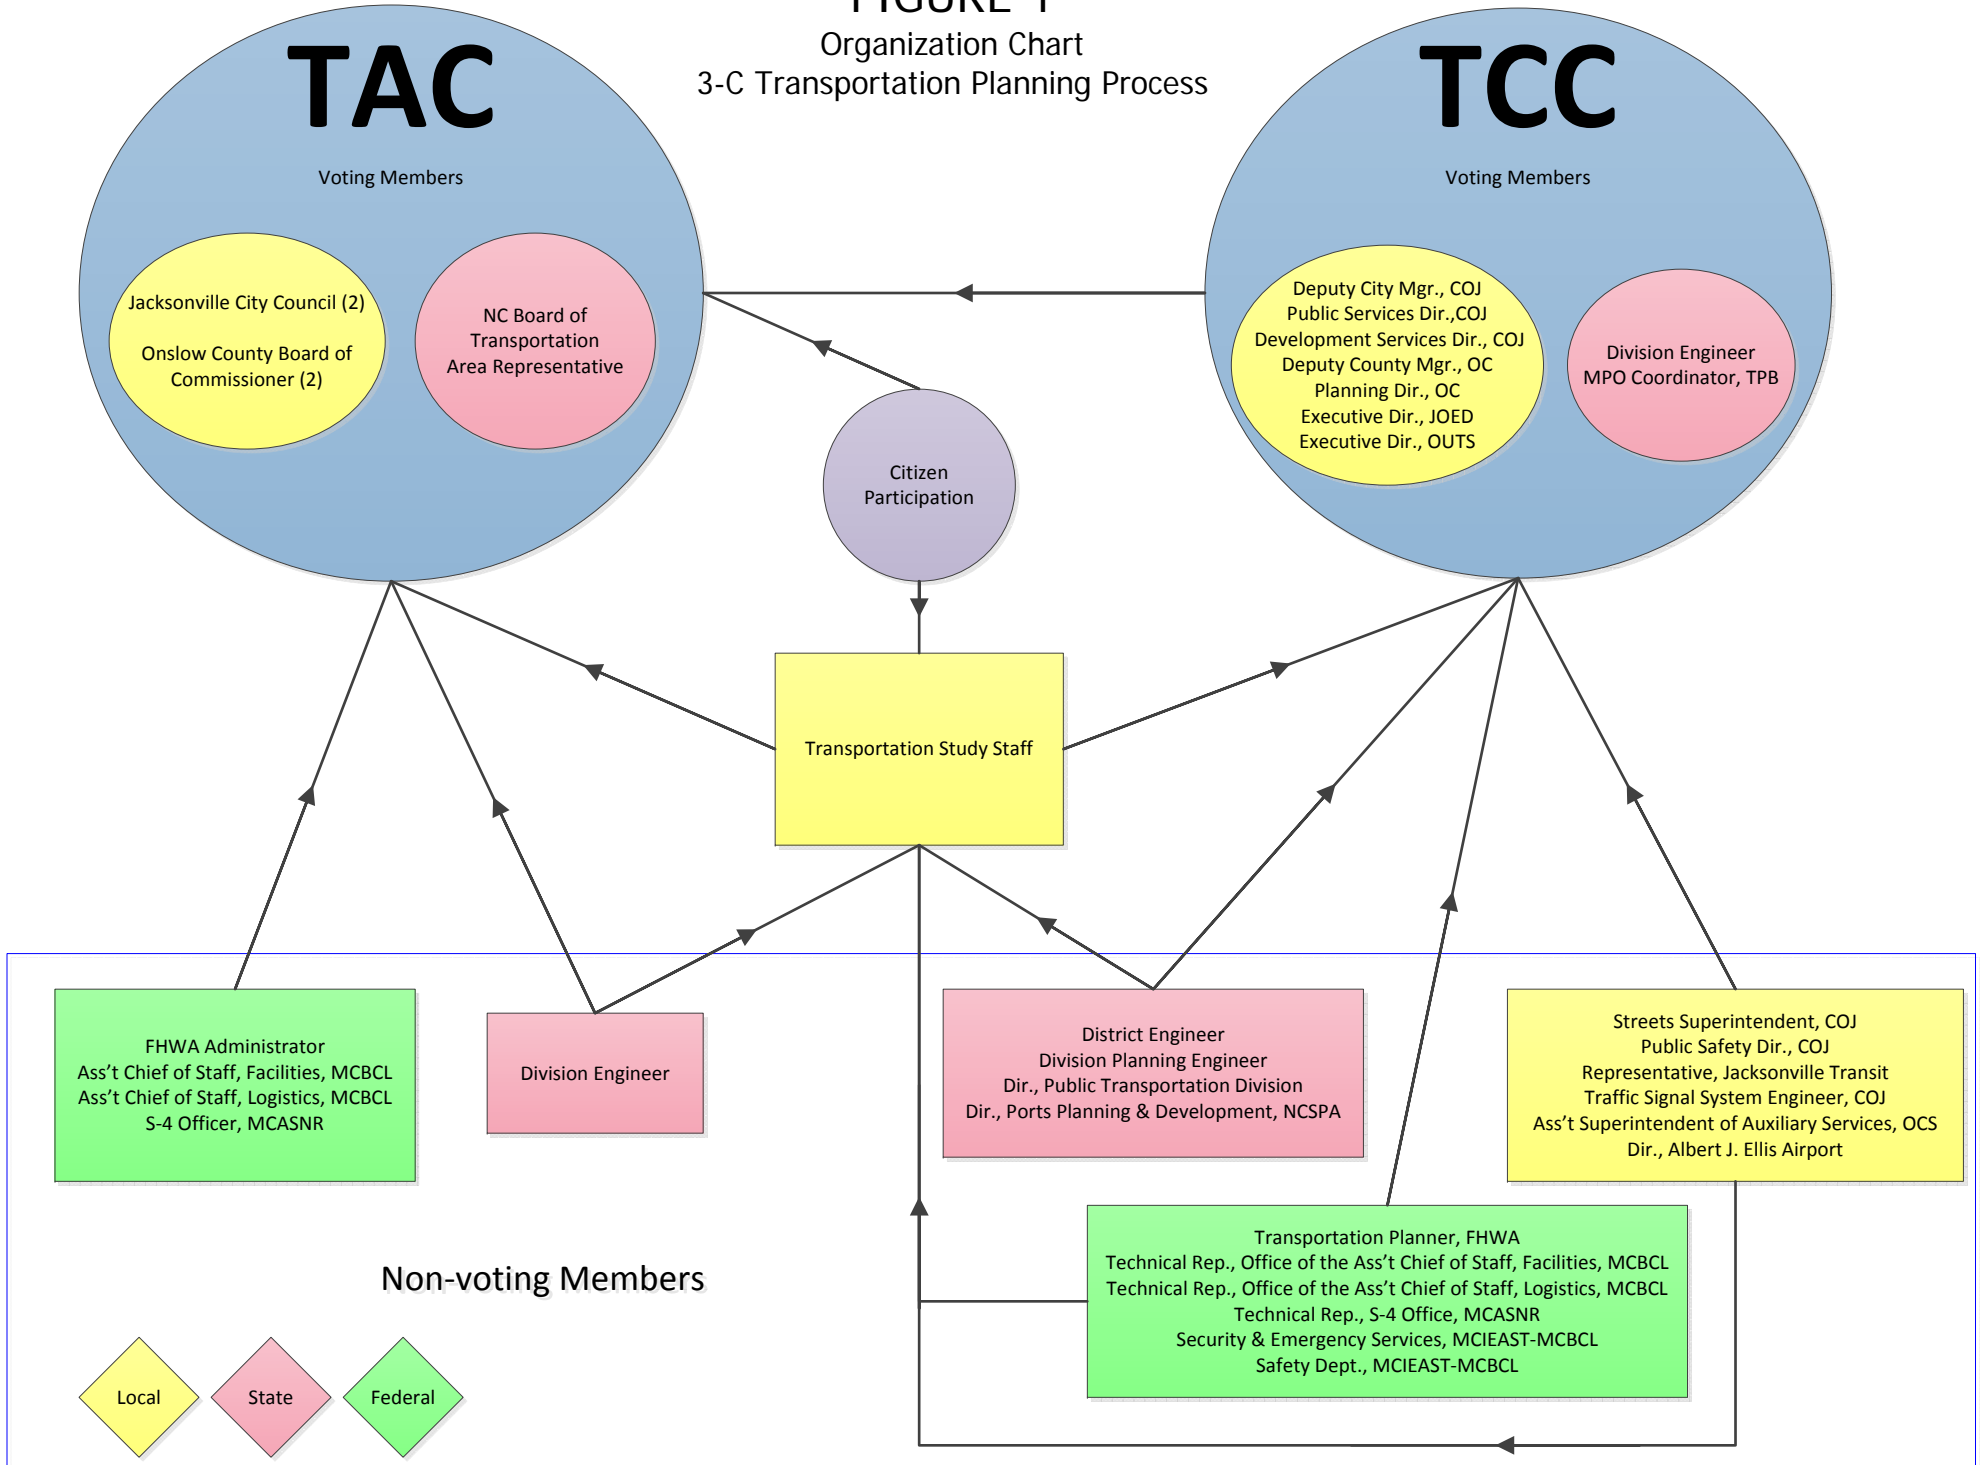 FIGURE 1
Organization Chart
3-C Transportation Planning Process
TAC
Voting Members
Jacksonville City Council (2)
Onslow County Board of
Commissioner (2)
NC Board of
Transportation
Area Representative
TCC
Voting Members
Deputy City Mgr., COJ
Public Services Dir.,COJ
Development Services Dir., COJ
Deputy County Mgr., OC
Planning Dir., OC
Executive Dir., JOED
Executive Dir., OUTS
Division Engineer
MPO Coordinator, TPB
Citizen
Participation
Transportation Study Staff
FHWA Administrator
Ass’t Chief of Staff, Facilities, MCBCL
Ass’t Chief of Staff, Logistics, MCBCL
S-4 Officer, MCASNR
Division Engineer
District Engineer
Division Planning Engineer
Dir., Public Transportation Division
Dir., Ports Planning & Development, NCSPA
Streets Superintendent, COJ
Public Safety Dir., COJ
Representative, Jacksonville Transit
Traffic Signal System Engineer, COJ
Ass’t Superintendent of Auxiliary Services, OCS
Dir., Albert J. Ellis Airport
Transportation Planner, FHWA
Technical Rep., Office of the Ass’t Chief of Staff, Facilities, MCBCL
Technical Rep., Office of the Ass’t Chief of Staff, Logistics, MCBCL
Technical Rep., S-4 Office, MCASNR
Security & Emergency Services, MCIEAST-MCBCL
Safety Dept., MCIEAST-MCBCL
Non-voting Members
Local
State
Federal